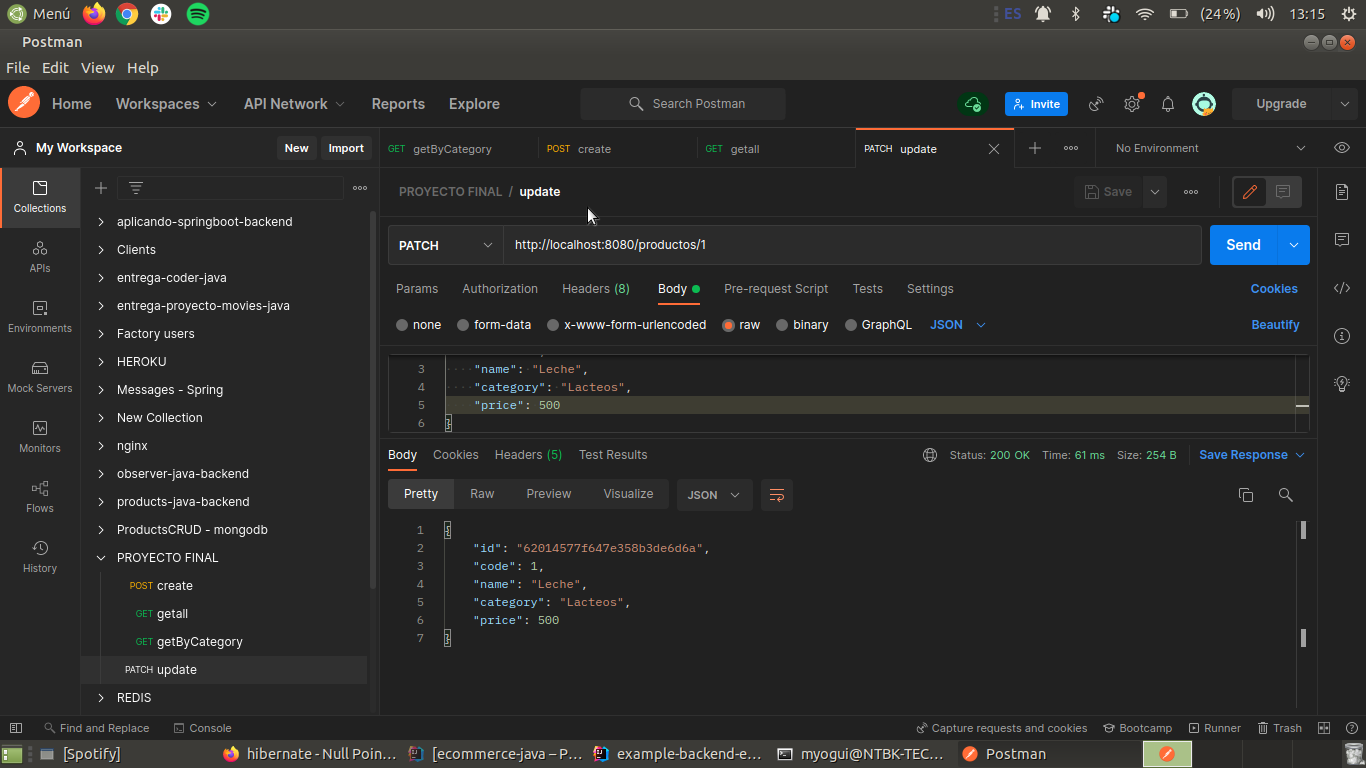 Menú ES (24%) 13:15
Postman
File Edit View Help
Home Workspaces API Network Reports Explore Search Postman Invite Upgrade
My Workspace New Import GET getByCategory POST create GET getall PATCH update No Environment
PROYECTO FINAL / update Save
Collections
APIs
Environments
Mock Servers
Monitors
Flows
History
aplicando-springboot-backend
Clients
entrega-coder-java
entrega-proyecto-movies-java
Factory users
HEROKU
Messages - Spring
New Collection
nginx
observer-java-backend
products-java-backend
ProductsCRUD - mongodb
PROYECTO FINAL
POST create
GET getall
GET getByCategory
PATCH update
REDIS
PATCH http://localhost:8080/productos/1 Send
Params Authorization Headers (8) Body Pre-request Script Tests Settings Cookies
none form-data x-www-form-urlencoded raw binary GraphQL JSON Beautify
3 "name": "Leche",
4 "category": "Lacteos",
5 "price": 500
6 }
Body Cookies Headers (5) Test Results Status: 200 OK Time: 61 ms Size: 254 B Save Response
Pretty Raw Preview Visualize JSON
1 {
2 "id": "62014577f647e358b3de6d6a",
3 "code": 1,
4 "name": "Leche",
5 "category": "Lacteos",
6 "price": 500
7 }
Find and Replace Console Capture requests and cookies Bootcamp Runner Trash
[Spotify] hibernate - Null Poin... [ecommerce-java – P... example-backend-e... myogui@NTBK-TEC... Postman